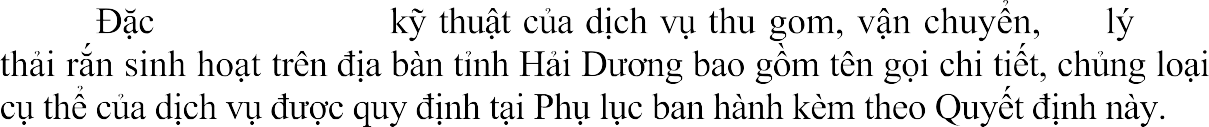 Đặc kỹ thuật của dịch vụ thu gom, vận chuyển, lý
thải rắn sinh hoạt trên địa bàn tỉnh Hải Dương bao gồm tên gọi chi tiết, chủng loại
cụ thể của dịch vụ được quy định tại Phụ lục ban hành kèm theo Quyết định này.